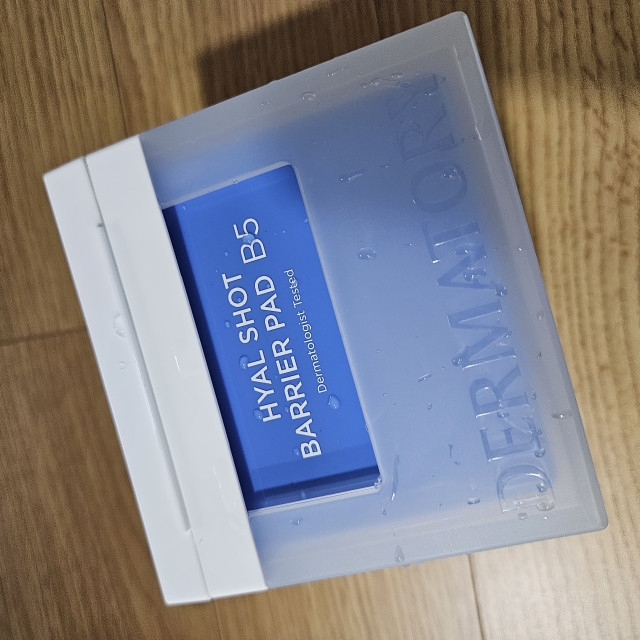 HYAL SHOT
BARRIER PAD B5
Dermatologist Tested
DERMATORY